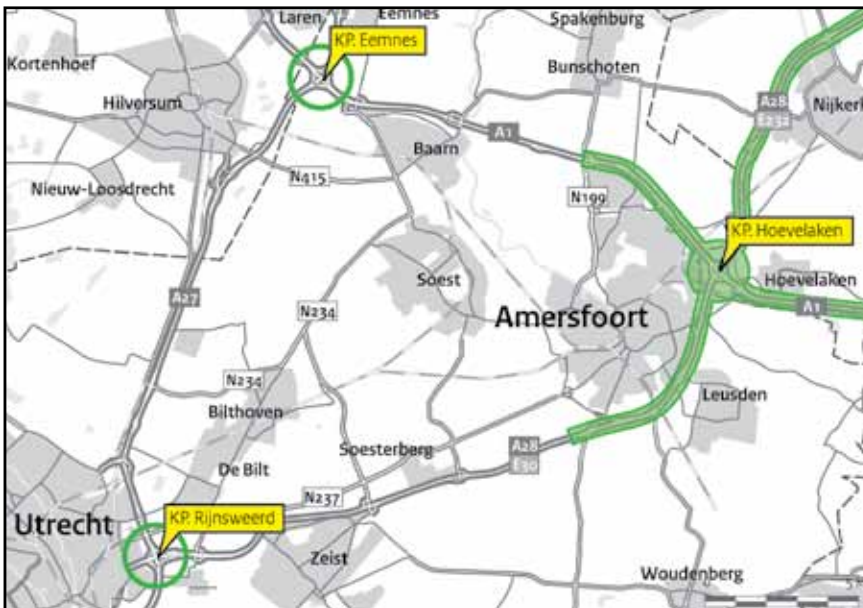 Laren
Eemnes
Spakenburg
KP. Eemnes
Kortenhoef
Bunschoten
A28
E232
Nijkerk
Hilversum
A1
Baarn
Nieuw-Loosdrecht
N415
N199
KP. Hoevelaken
Soest
Hoevelaken
A27
A1
N234
Amersfoort
N234
Leusden
Bilthoven
Soesterberg
A28
E30
De Bilt
N237
KP. Rijnsweerd
Utrecht
Zeist
Woudenberg
5